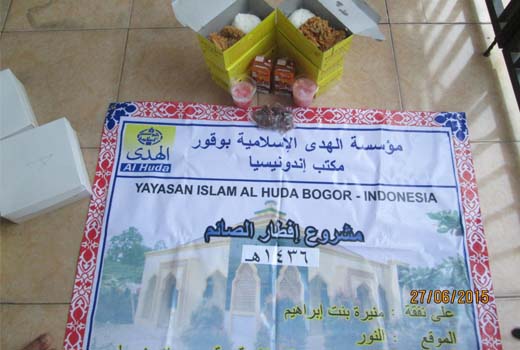 مؤسسة الهدى الإسلامية بوقور
مكتب إندونيسيا
الهدى
Al Huda
YAYASAN ISLAM AL HUDA BOGOR - INDONESIA
مشروع إفطار الصائم
١٤٣٦هـ
على نفقة : منيرة بنت إبراهيم
الموقع : النور
27/06/2015